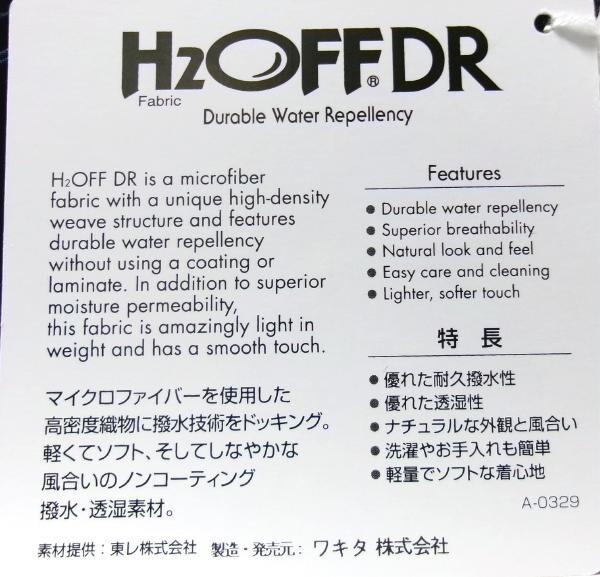 H2OFF® DR
Fabric
Durable Water Repellency
H2OFF DR is a microfiber
fabric with a unique high-density
weave structure and features
durable water repellency
without using a coating or
laminate. In addition to superior
moisture permeability,
this fabric is amazingly light in
weight and has a smooth touch.
Features
● Durable water repellency
● Superior breathability
● Natural look and feel
● Easy care and cleaning
● Lighter, softer touch
マイクロファイバーを使用した
高密度織物に撥水技術をドッキング。
軽くてソフト、そしてしなやかな
風合いのノンコーティング
撥水・透湿素材。
特 長
● 優れた耐久撥水性
● 優れた透湿性
● ナチュラルな外観と風合い
● 洗濯やお手入れも簡単
● 軽量でソフトな着心地
A-0329
素材提供：東レ株式会社 製造・発売元：ワキタ 株式会社